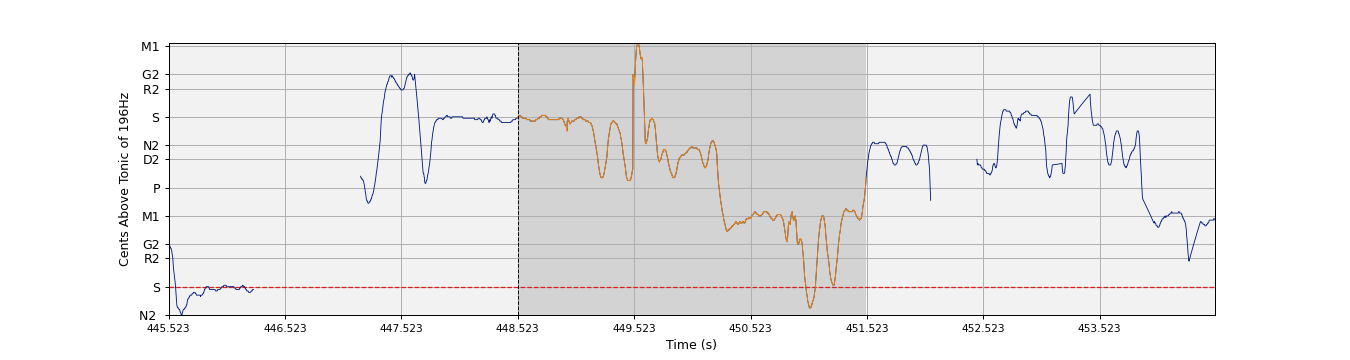 M1
G2
R2
S
N2
D2
P
M1
G2
R2
S
N2
Cents Above Tonic of 196Hz
445.523 446.523 447.523 448.523 449.523 450.523 451.523 452.523 453.523
Time (s)